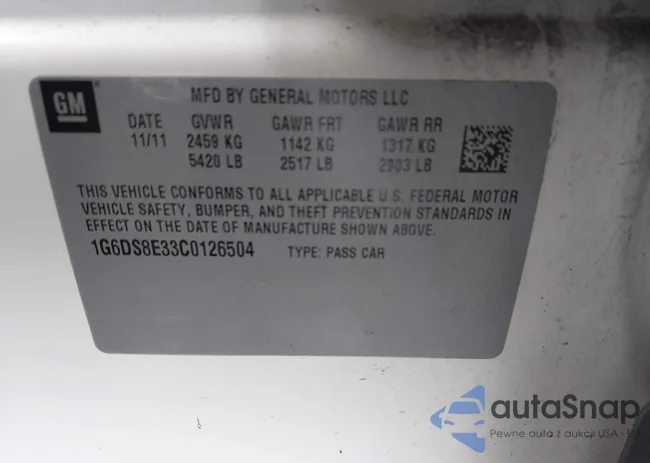 GM
MFD BY GENERAL MOTORS LLC
DATE GVWR GAWR FRT GAWR RR
11/11 2459 KG 1142 KG 1317 KG
5420 LB 2517 LB 2903 LB
THIS VEHICLE CONFORMS TO ALL APPLICABLE U.S. FEDERAL MOTOR
VEHICLE SAFETY, BUMPER, AND THEFT PREVENTION STANDARDS IN
EFFECT ON THE DATE OF MANUFACTURE SHOWN ABOVE.
1G6DS8E33C0126504 TYPE: PASS CAR
autaSnap
Pewne auta z aukcji USA i